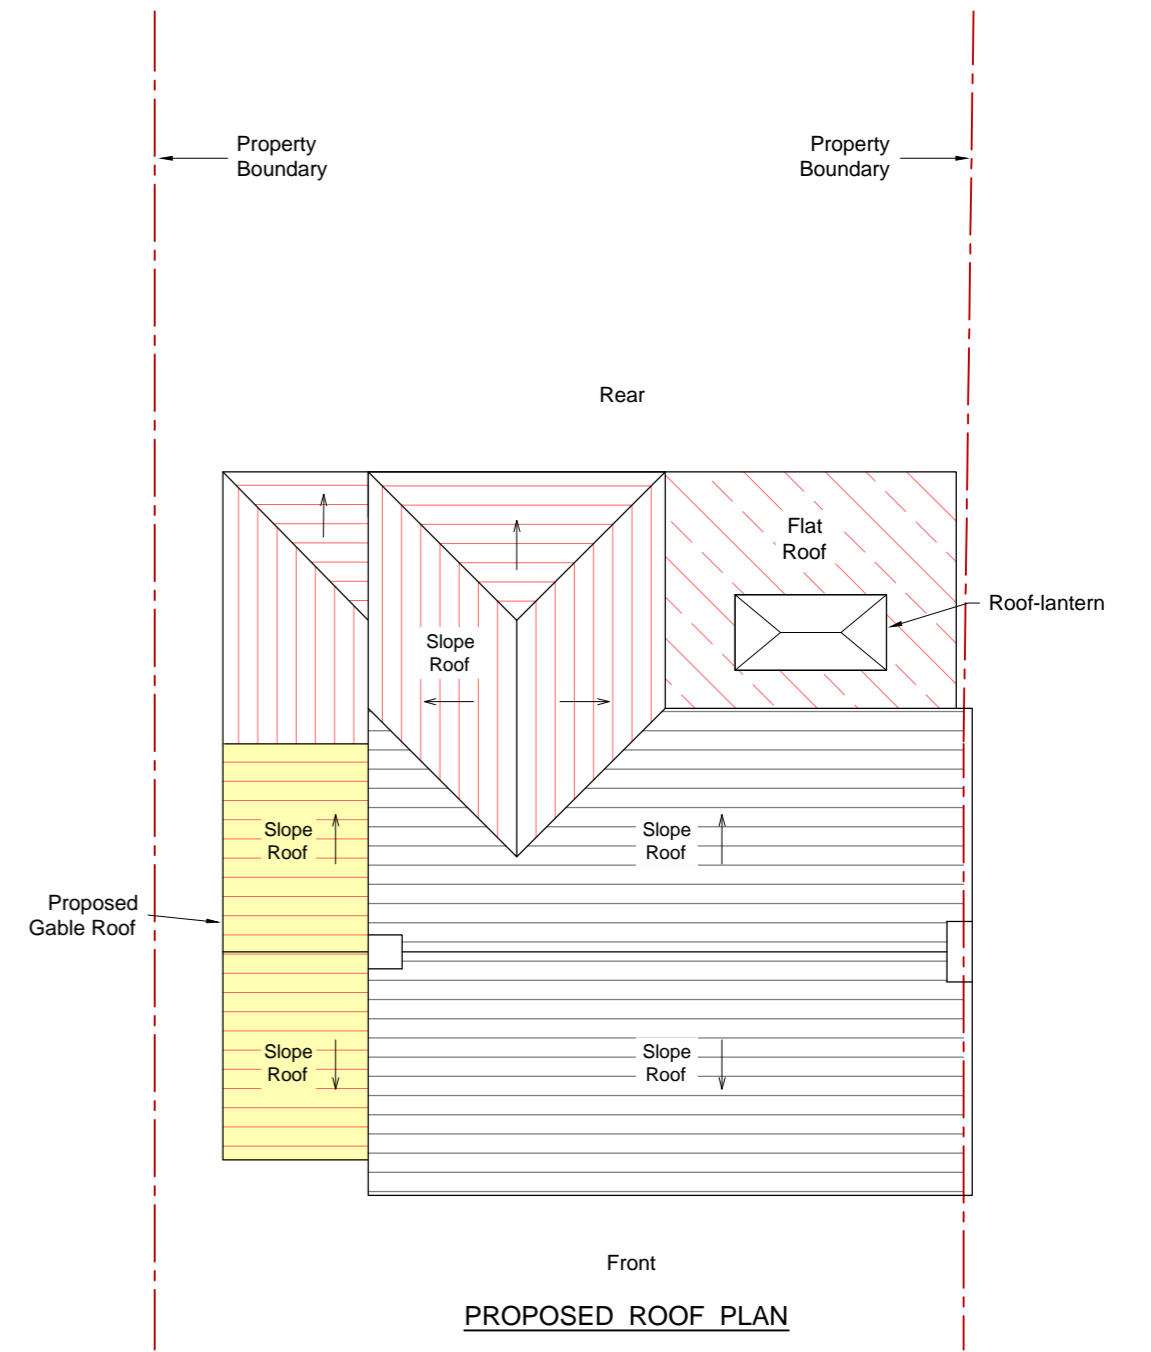 Property
Boundary
Property
Boundary
Rear
Flat
Roof
Roof-lantern
Slope
Roof
Slope
Roof
Slope
Roof
Proposed
Gable Roof
Slope
Roof
Slope
Roof
Front
PROPOSED ROOF PLAN